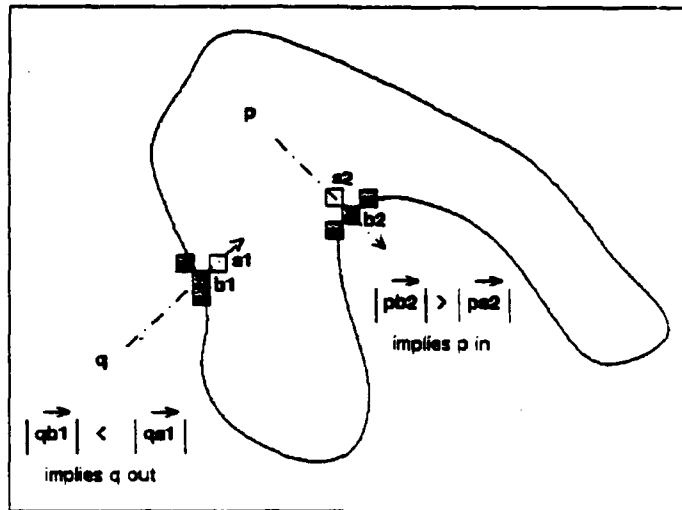 p
a2
b2
a1
b1
|pb2| > |pa2|
implies p in
q
|qb1| < |qa1|
implies q out